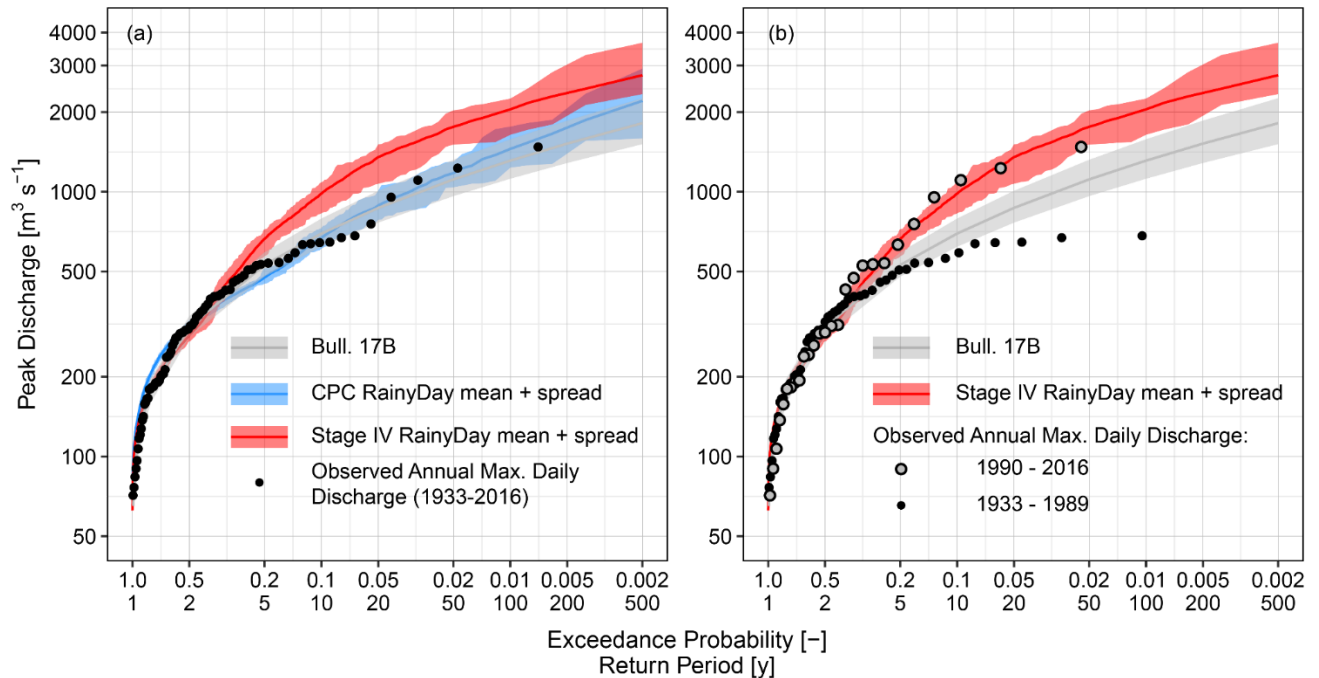 (a)
4000
3000
2000
1000
500
200
100
50
Peak Discharge [m³ s⁻¹]
Bull. 17B
CPC RainyDay mean + spread
Stage IV RainyDay mean + spread
Observed Annual Max. Daily
Discharge (1933-2016)
1.0 0.5 0.2 0.1 0.05 0.02 0.01 0.005 0.002
1 2 5 10 20 50 100 200 500
(b)
4000
3000
2000
1000
500
200
100
50
Bull. 17B
Stage IV RainyDay mean + spread
Observed Annual Max. Daily Discharge:
1990 - 2016
1933 - 1989
1.0 0.5 0.2 0.1 0.05 0.02 0.01 0.005 0.002
1 2 5 10 20 50 100 200 500
Exceedance Probability [−]
Return Period [y]